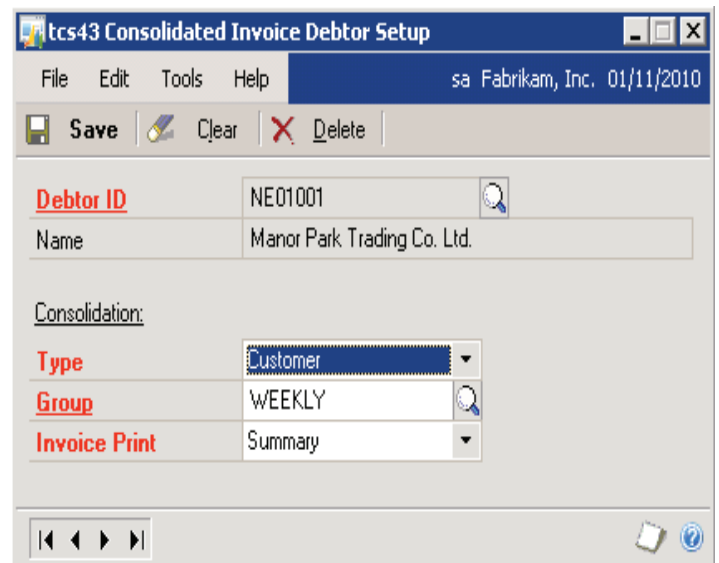 tcs43 Consolidated Invoice Debtor Setup
File Edit Tools Help sa Fabrikam, Inc. 01/11/2010
Save Clear Delete
Debtor ID NE01001
Name Manor Park Trading Co. Ltd.
Consolidation:
Type Customer
Group WEEKLY
Invoice Print Summary